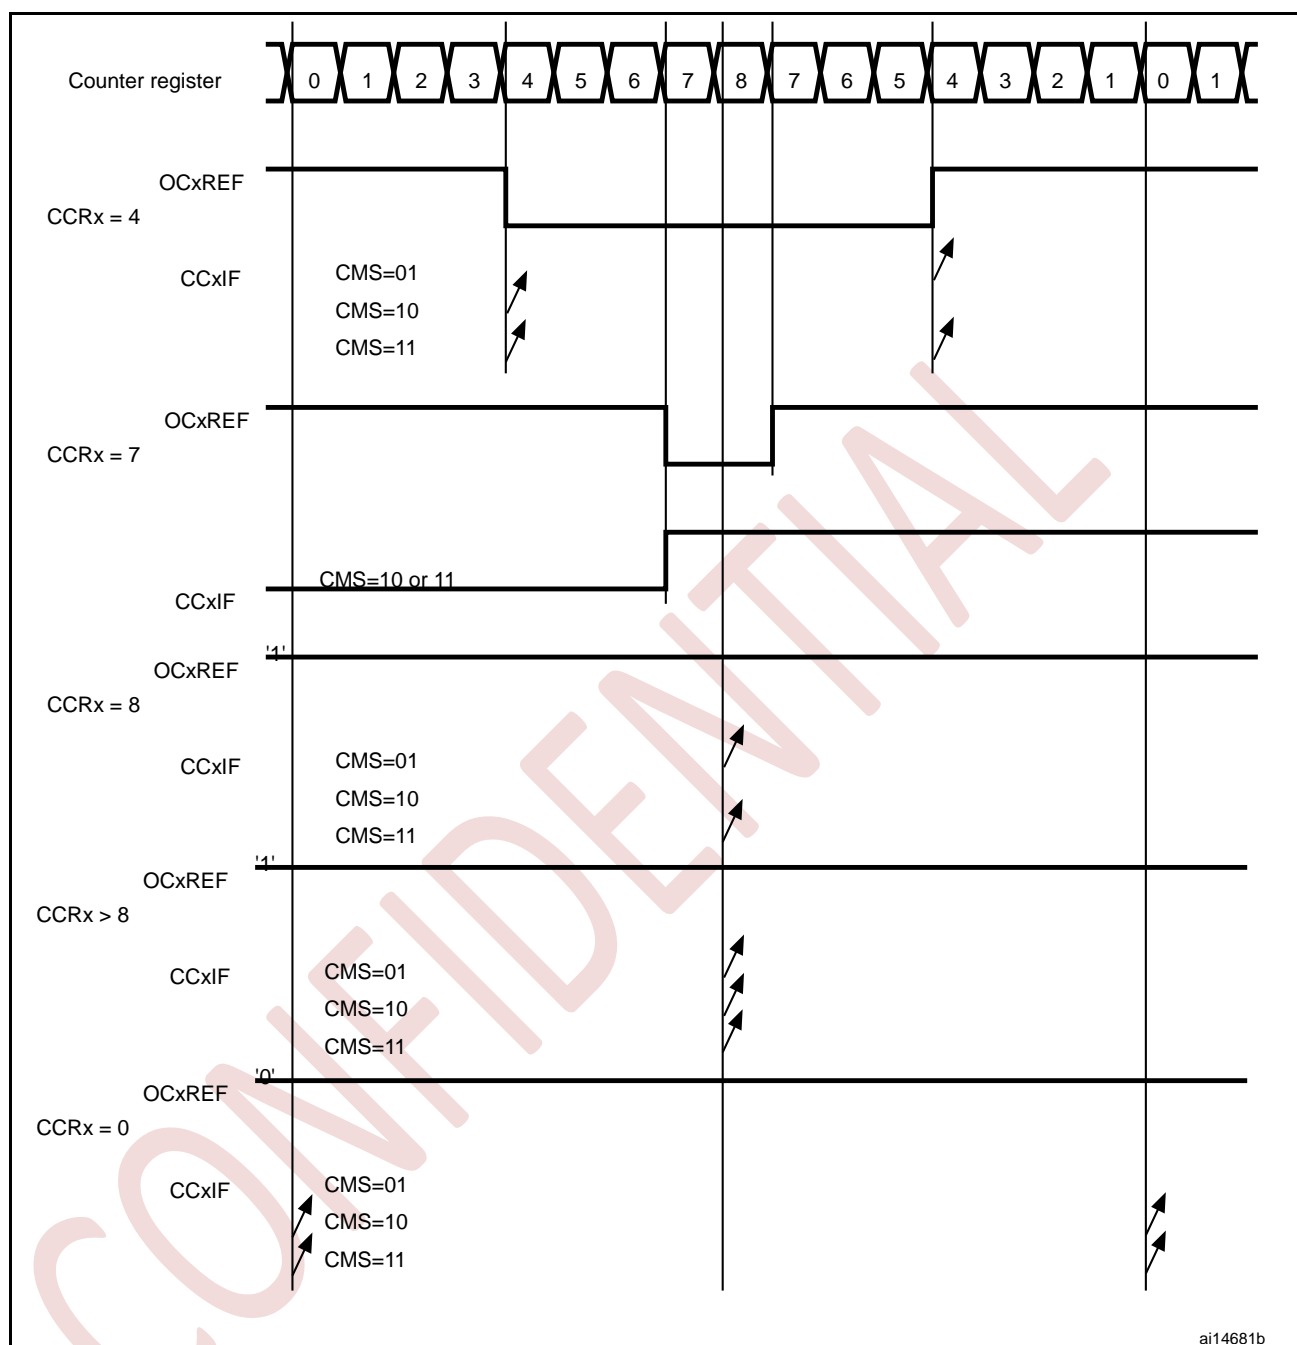 Counter register 0 1 2 3 4 5 6 7 8 7 6 5 4 3 2 1 0 1
OCxREF
CCRx = 4
CCxIF CMS=01
CMS=10
CMS=11
OCxREF
CCRx = 7
CMS=10 or 11
CCxIF
'1'
OCxREF
CCRx = 8
CCxIF CMS=01
CMS=10
CMS=11
'1'
OCxREF
CCRx > 8
CCxIF CMS=01
CMS=10
CMS=11
'0'
OCxREF
CCRx = 0
CCxIF CMS=01
CMS=10
CMS=11
ai14681b
CONFIDENTIAL